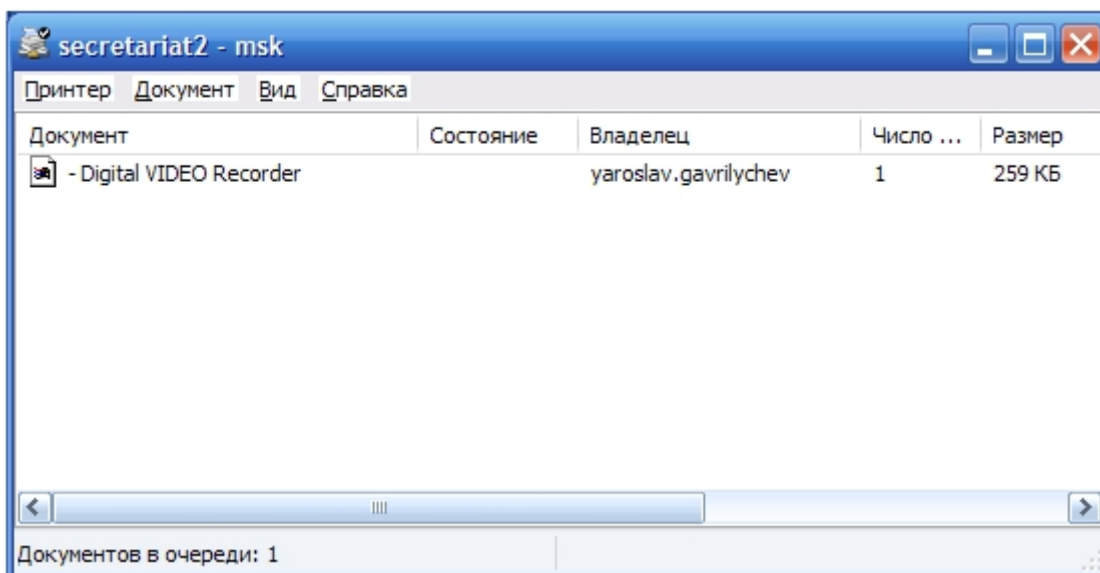 secretariat2 - msk
Принтер Документ Вид Справка
Документ Состояние Владелец Число ... Размер
- Digital VIDEO Recorder yaroslav.gavrilychev 1 259 КБ
Документов в очереди: 1